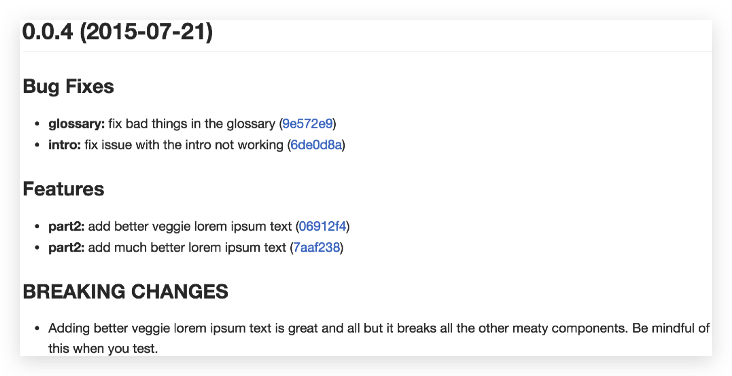 0.0.4 (2015-07-21)
Bug Fixes
• glossary: fix bad things in the glossary (9e572e9)
• intro: fix issue with the intro not working (6de0d8a)
Features
• part2: add better veggie lorem ipsum text (06912f4)
• part2: add much better lorem ipsum text (7aaf238)
BREAKING CHANGES
• Adding better veggie lorem ipsum text is great and all but it breaks all the other meaty components. Be mindful of
this when you test.